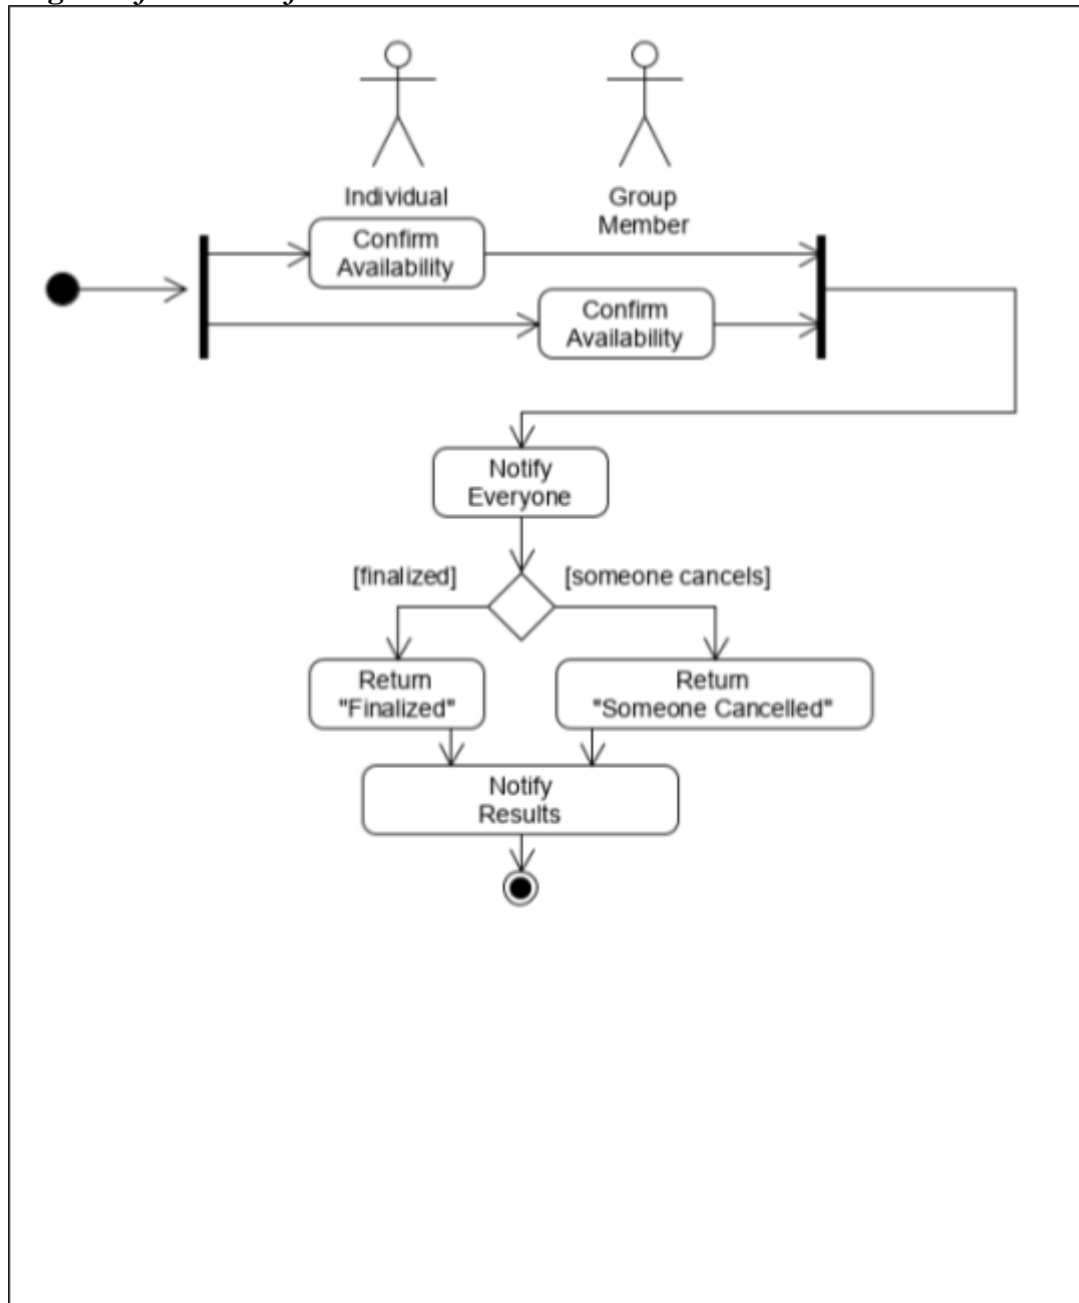 Individual
Group
Member
Confirm
Availability
Confirm
Availability
Notify
Everyone
[finalized]
[someone cancels]
Return
"Finalized"
Return
"Someone Cancelled"
Notify
Results